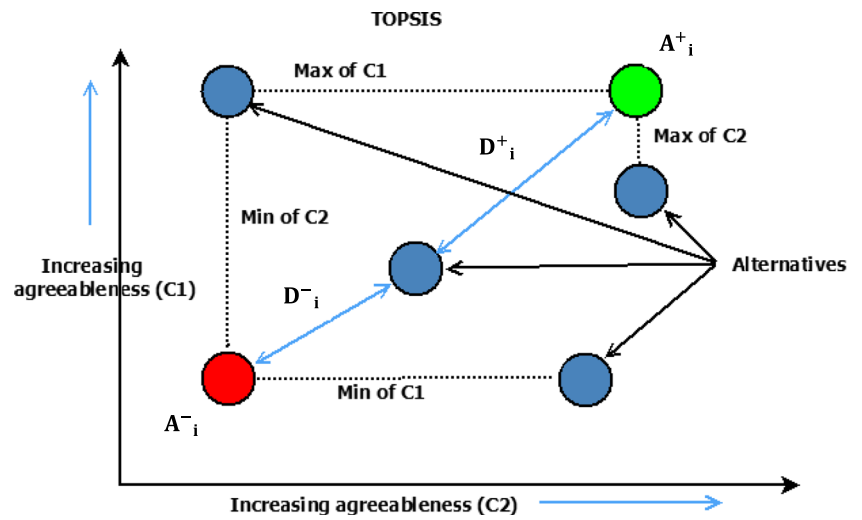 TOPSIS
A⁺ᵢ
Max of C1
D⁺ᵢ
Max of C2
Min of C2
Increasing
agreeableness (C1)
Alternatives
D⁻ᵢ
Min of C1
A⁻ᵢ
Increasing agreeableness (C2)